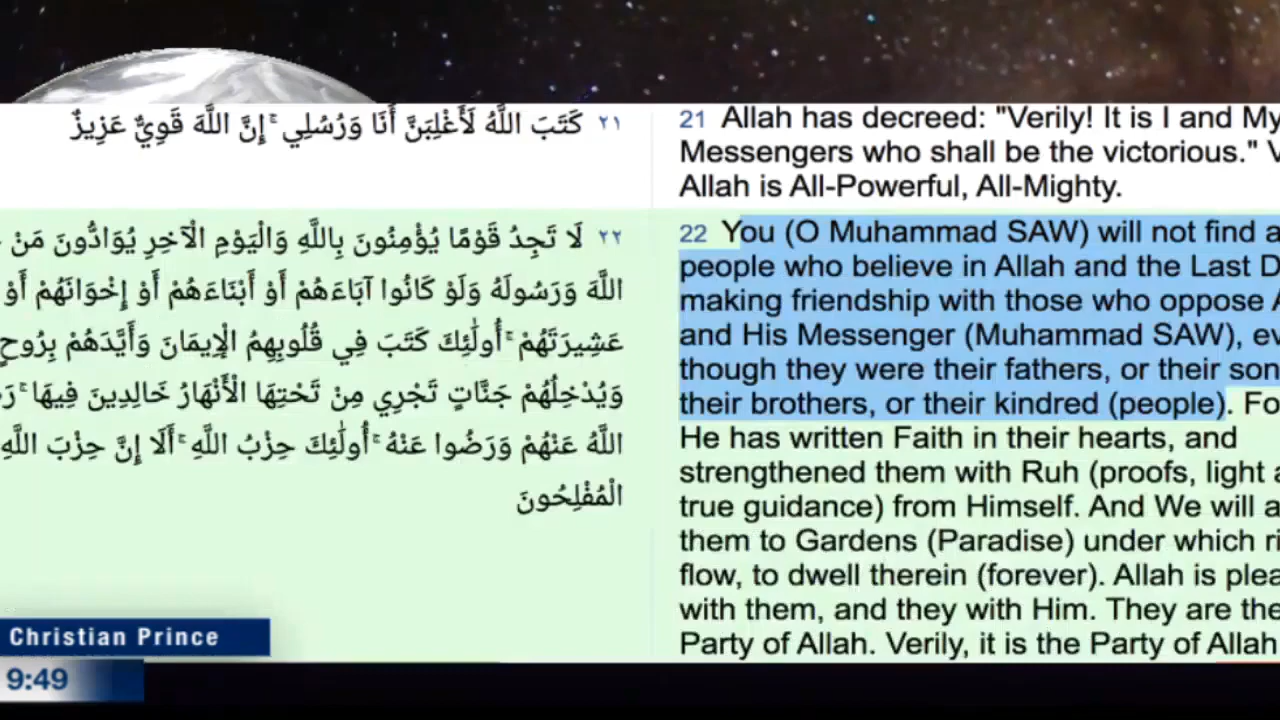 ٢١ كَتَبَ اللَّهُ لَأَغْلِبَنَّ أَنَا وَرُسُلِي ۚ إِنَّ اللَّهَ قَوِيٌّ عَزِيزٌ
٢٢ لَا تَجِدُ قَوْمًا يُؤْمِنُونَ بِاللَّهِ وَالْيَوْمِ الْآخِرِ يُوَادُّونَ مَنْ
اللَّهَ وَرَسُولَهُ وَلَوْ كَانُوا آبَاءَهُمْ أَوْ أَبْنَاءَهُمْ أَوْ إِخْوَانَهُمْ أَوْ
عَشِيرَتَهُمْ ۚ أُولَٰئِكَ كَتَبَ فِي قُلُوبِهِمُ الْإِيمَانَ وَأَيَّدَهُمْ بِرُوحٍ
وَيُدْخِلُهُمْ جَنَّاتٍ تَجْرِي مِنْ تَحْتِهَا الْأَنْهَارُ خَالِدِينَ فِيهَا ۚ
اللَّهُ عَنْهُمْ وَرَضُوا عَنْهُ ۚ أُولَٰئِكَ حِزْبُ اللَّهِ ۚ أَلَا إِنَّ حِزْبَ اللَّهِ
الْمُفْلِحُونَ
21 Allah has decreed: "Verily! It is I and My
Messengers who shall be the victorious."
Allah is All-Powerful, All-Mighty.
22 You (O Muhammad SAW) will not find a
people who believe in Allah and the Last
making friendship with those who oppose
and His Messenger (Muhammad SAW),
though they were their fathers, or their
their brothers, or their kindred (people).
He has written Faith in their hearts, and
strengthened them with Ruh (proofs, light
true guidance) from Himself. And We will
them to Gardens (Paradise) under which
flow, to dwell therein (forever). Allah is
with them, and they with Him. They are
Party of Allah. Verily, it is the Party of Allah
Christian Prince
9:49